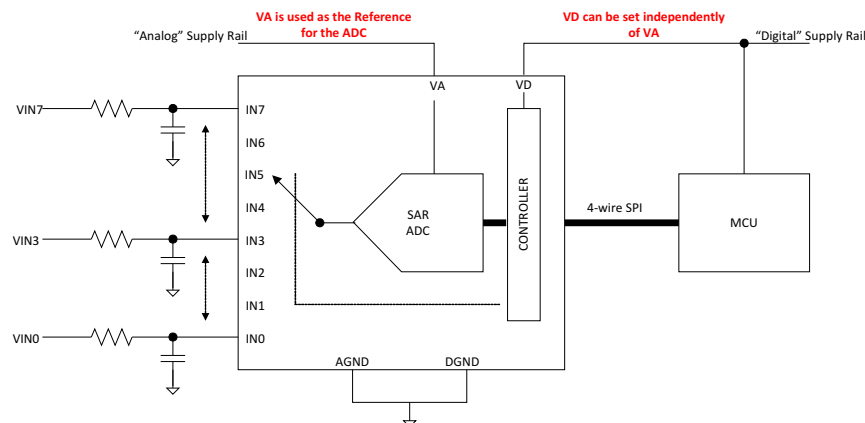 VA is used as the Reference
for the ADC
VD can be set independently
of VA
“Analog” Supply Rail
“Digital” Supply Rail
VA
VD
VIN7
IN7
IN6
IN5
IN4
VIN3
IN3
IN2
IN1
VIN0
IN0
SAR
ADC
CONTROLLER
4-wire SPI
MCU
AGND
DGND